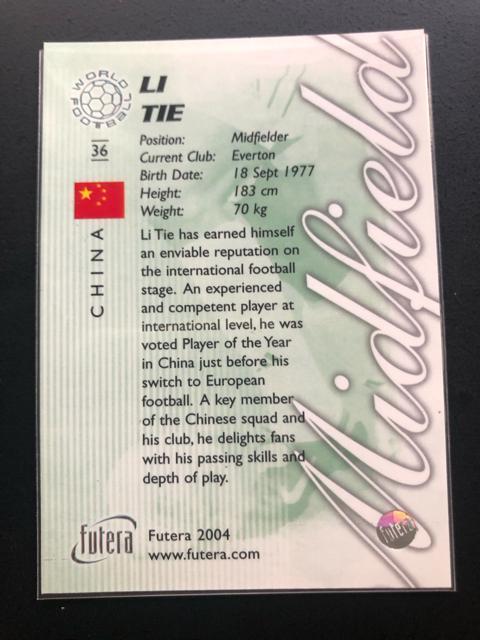 WORLD FOOTBALL
LI
TIE
36
CHINA
Position: Midfielder
Current Club: Everton
Birth Date: 18 Sept 1977
Height: 183 cm
Weight: 70 kg
Li Tie has earned himself
an enviable reputation on
the international football
stage. An experienced
and competent player at
international level, he was
voted Player of the Year
in China just before his
switch to European
football. A key member
of the Chinese squad and
his club, he delights fans
with his passing skills and
depth of play.
Midfield
futera
Futera 2004
www.futera.com
futera